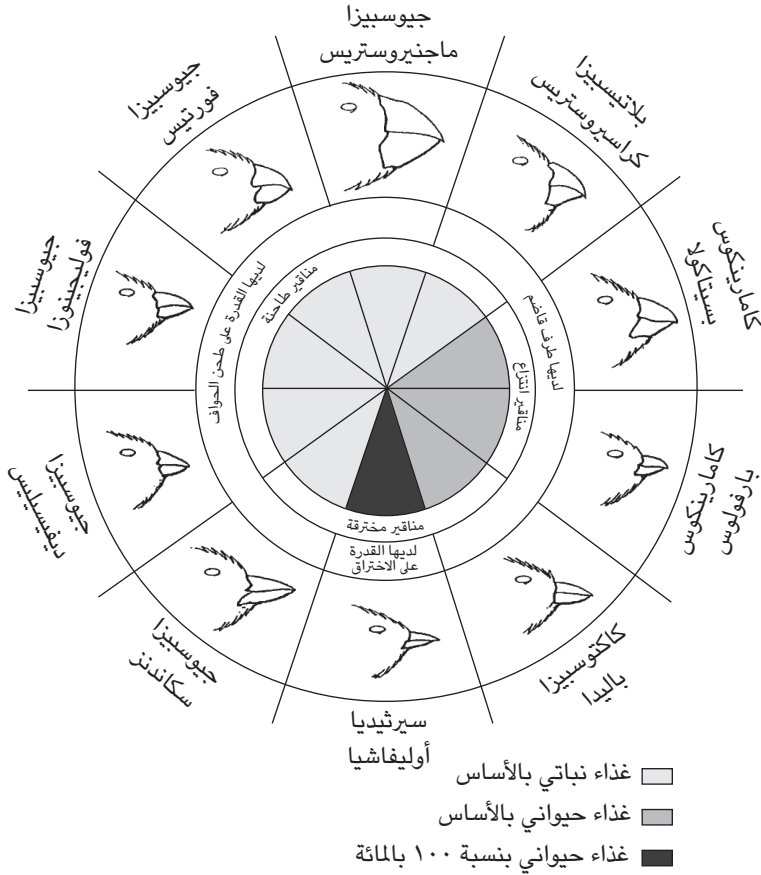 جيوسبيزا
ماجنيروستريس
بلاتيسبيزا
كراسيروستريس
كامارينكوس
بسيتاكولا
كامارينكوس
بارفولوس
كاكتوسبيزا
باليدا
سيرثيديا
أوليفاشيا
جيوسبيزا
سكاندنز
جيوسبيزا
ديفيسيليس
جيوسبيزا
فوليجينوزا
جيوسبيزا
فورتيس
لديها القدرة على طحن الحواف
مناقير طاحنة
لديها طرف قاضم
مناقير انتزاع
مناقير مخترقة
لديها القدرة
على الاختراق
غذاء نباتي بالأساس
غذاء حيواني بالأساس
غذاء حيواني بنسبة ١٠٠ بالمائة